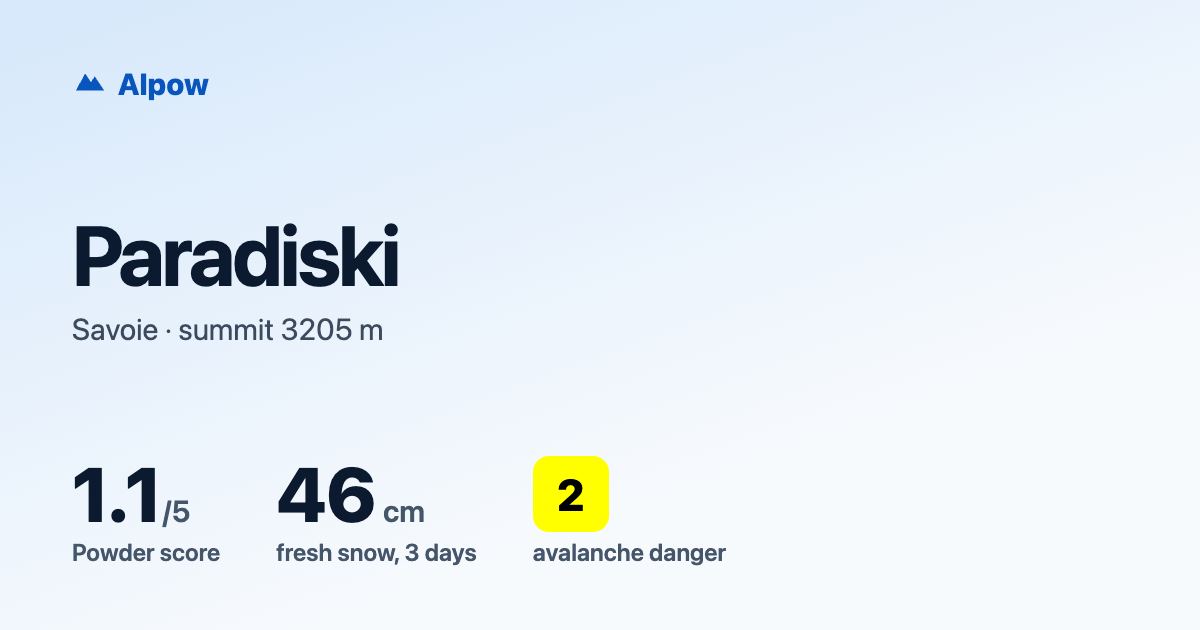 Alpow
Paradiski
Savoie · summit 3205 m
1.1/5
Powder score
46 cm
fresh snow, 3 days
2
avalanche danger